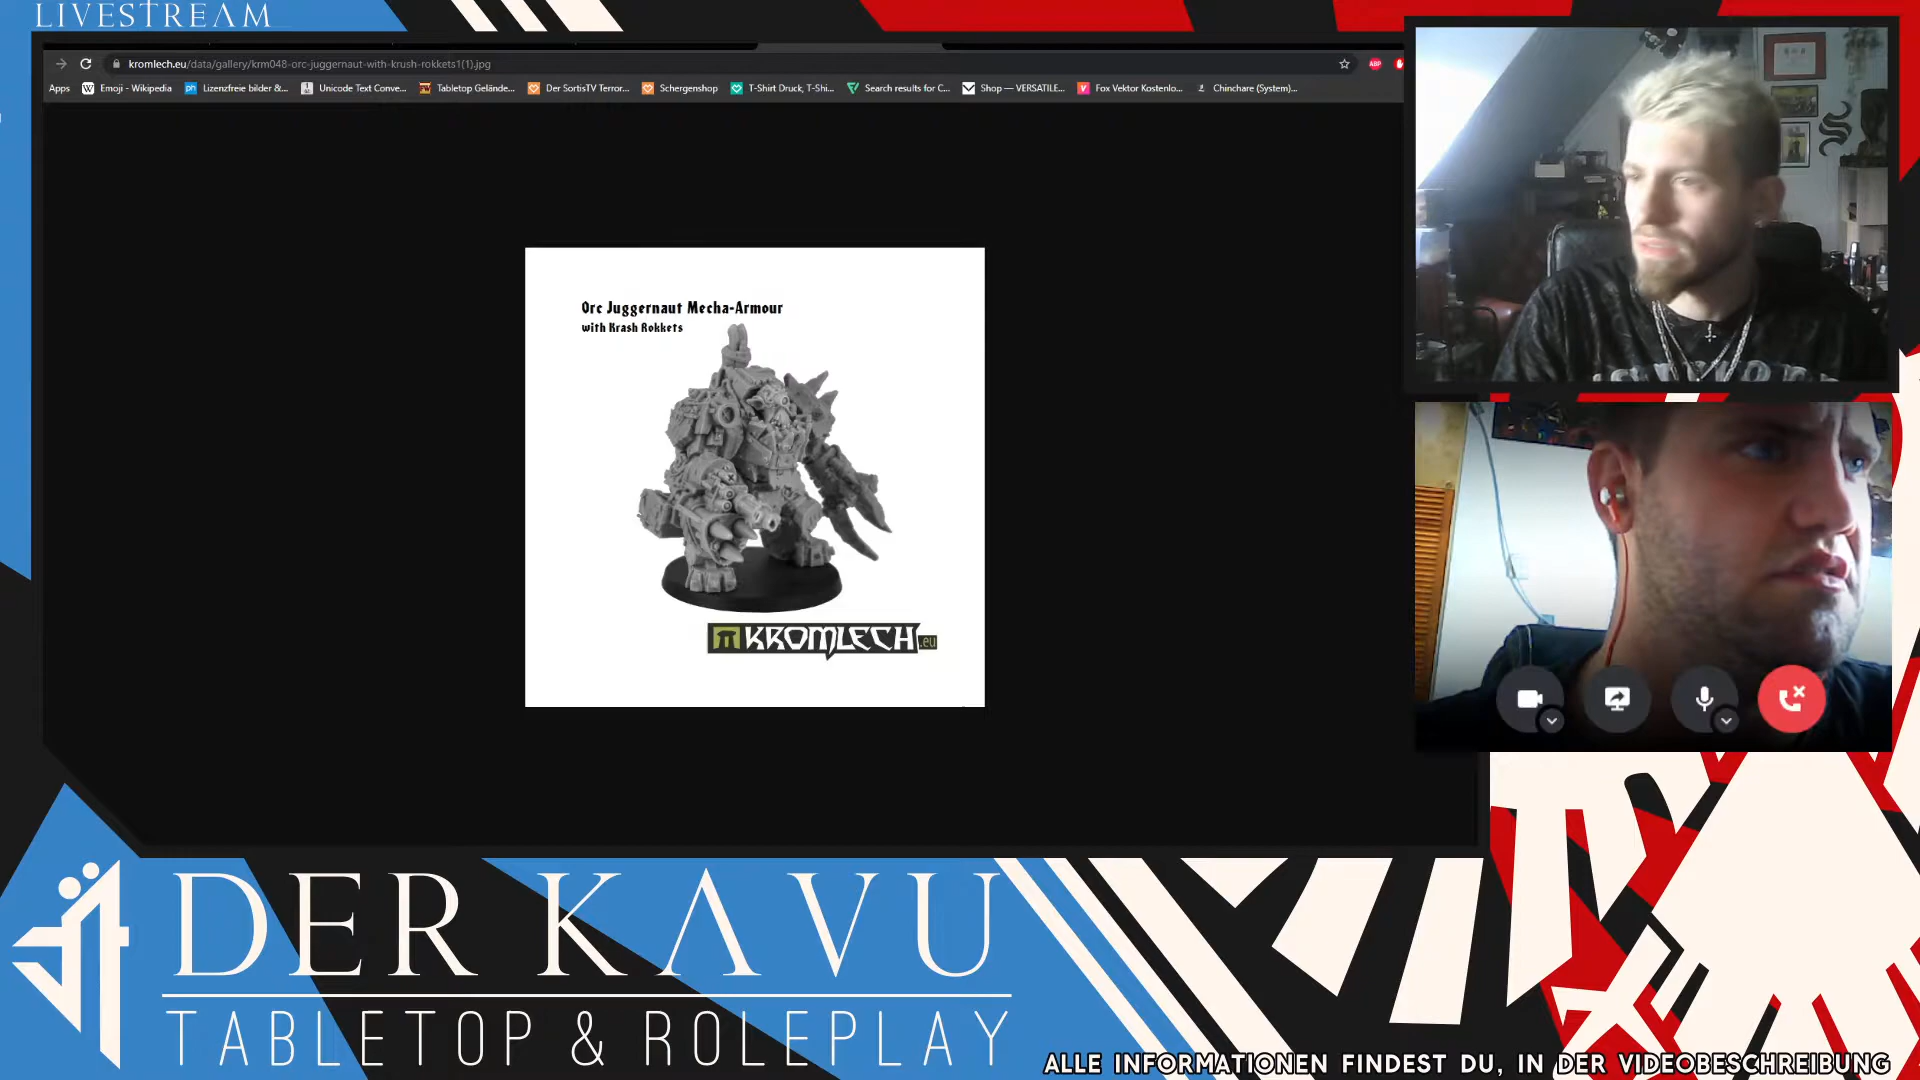 LIVESTREAM
kromlech.eu/data/gallery/krm048-orc-juggernaut-with-krush-rokkets1(1).jpg
ABP
Apps
Emoji - Wikipedia
Lizenzfreie bilder &...
Unicode Text Conve...
Tabletop Gelände...
Der SortisTV Terror...
Schergenshop
T-Shirt Druck, T-Shi...
Search results for C...
Shop — VERSATILE...
Fox Vektor Kostenlo...
Chinchare (System)...
Orc Juggernaut Mecha-Armour
with Krash Rokkets
KROMLECH.eu
DER KAVU
TABLETOP & ROLEPLAY
ALLE INFORMATIONEN FINDEST DU, IN DER VIDEOBESCHREIBUNG